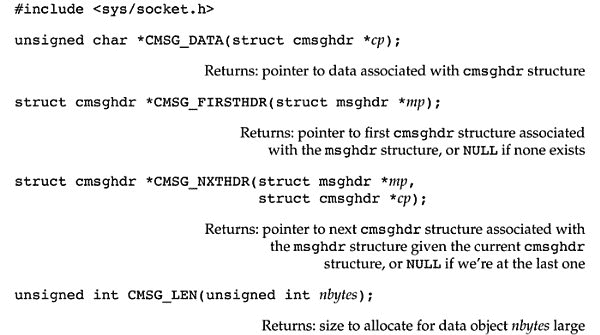 #include <sys/socket.h>
unsigned char *CMSG_DATA(struct cmsghdr *cp);
Returns: pointer to data associated with cmsghdr structure
struct cmsghdr *CMSG_FIRSTHDR(struct msghdr *mp);
Returns: pointer to first cmsghdr structure associated
with the msghdr structure, or NULL if none exists
struct cmsghdr *CMSG_NXTHDR(struct msghdr *mp,
struct cmsghdr *cp);
Returns: pointer to next cmsghdr structure associated with
the msghdr structure given the current cmsghdr
structure, or NULL if we're at the last one
unsigned int CMSG_LEN(unsigned int nbytes);
Returns: size to allocate for data object nbytes large